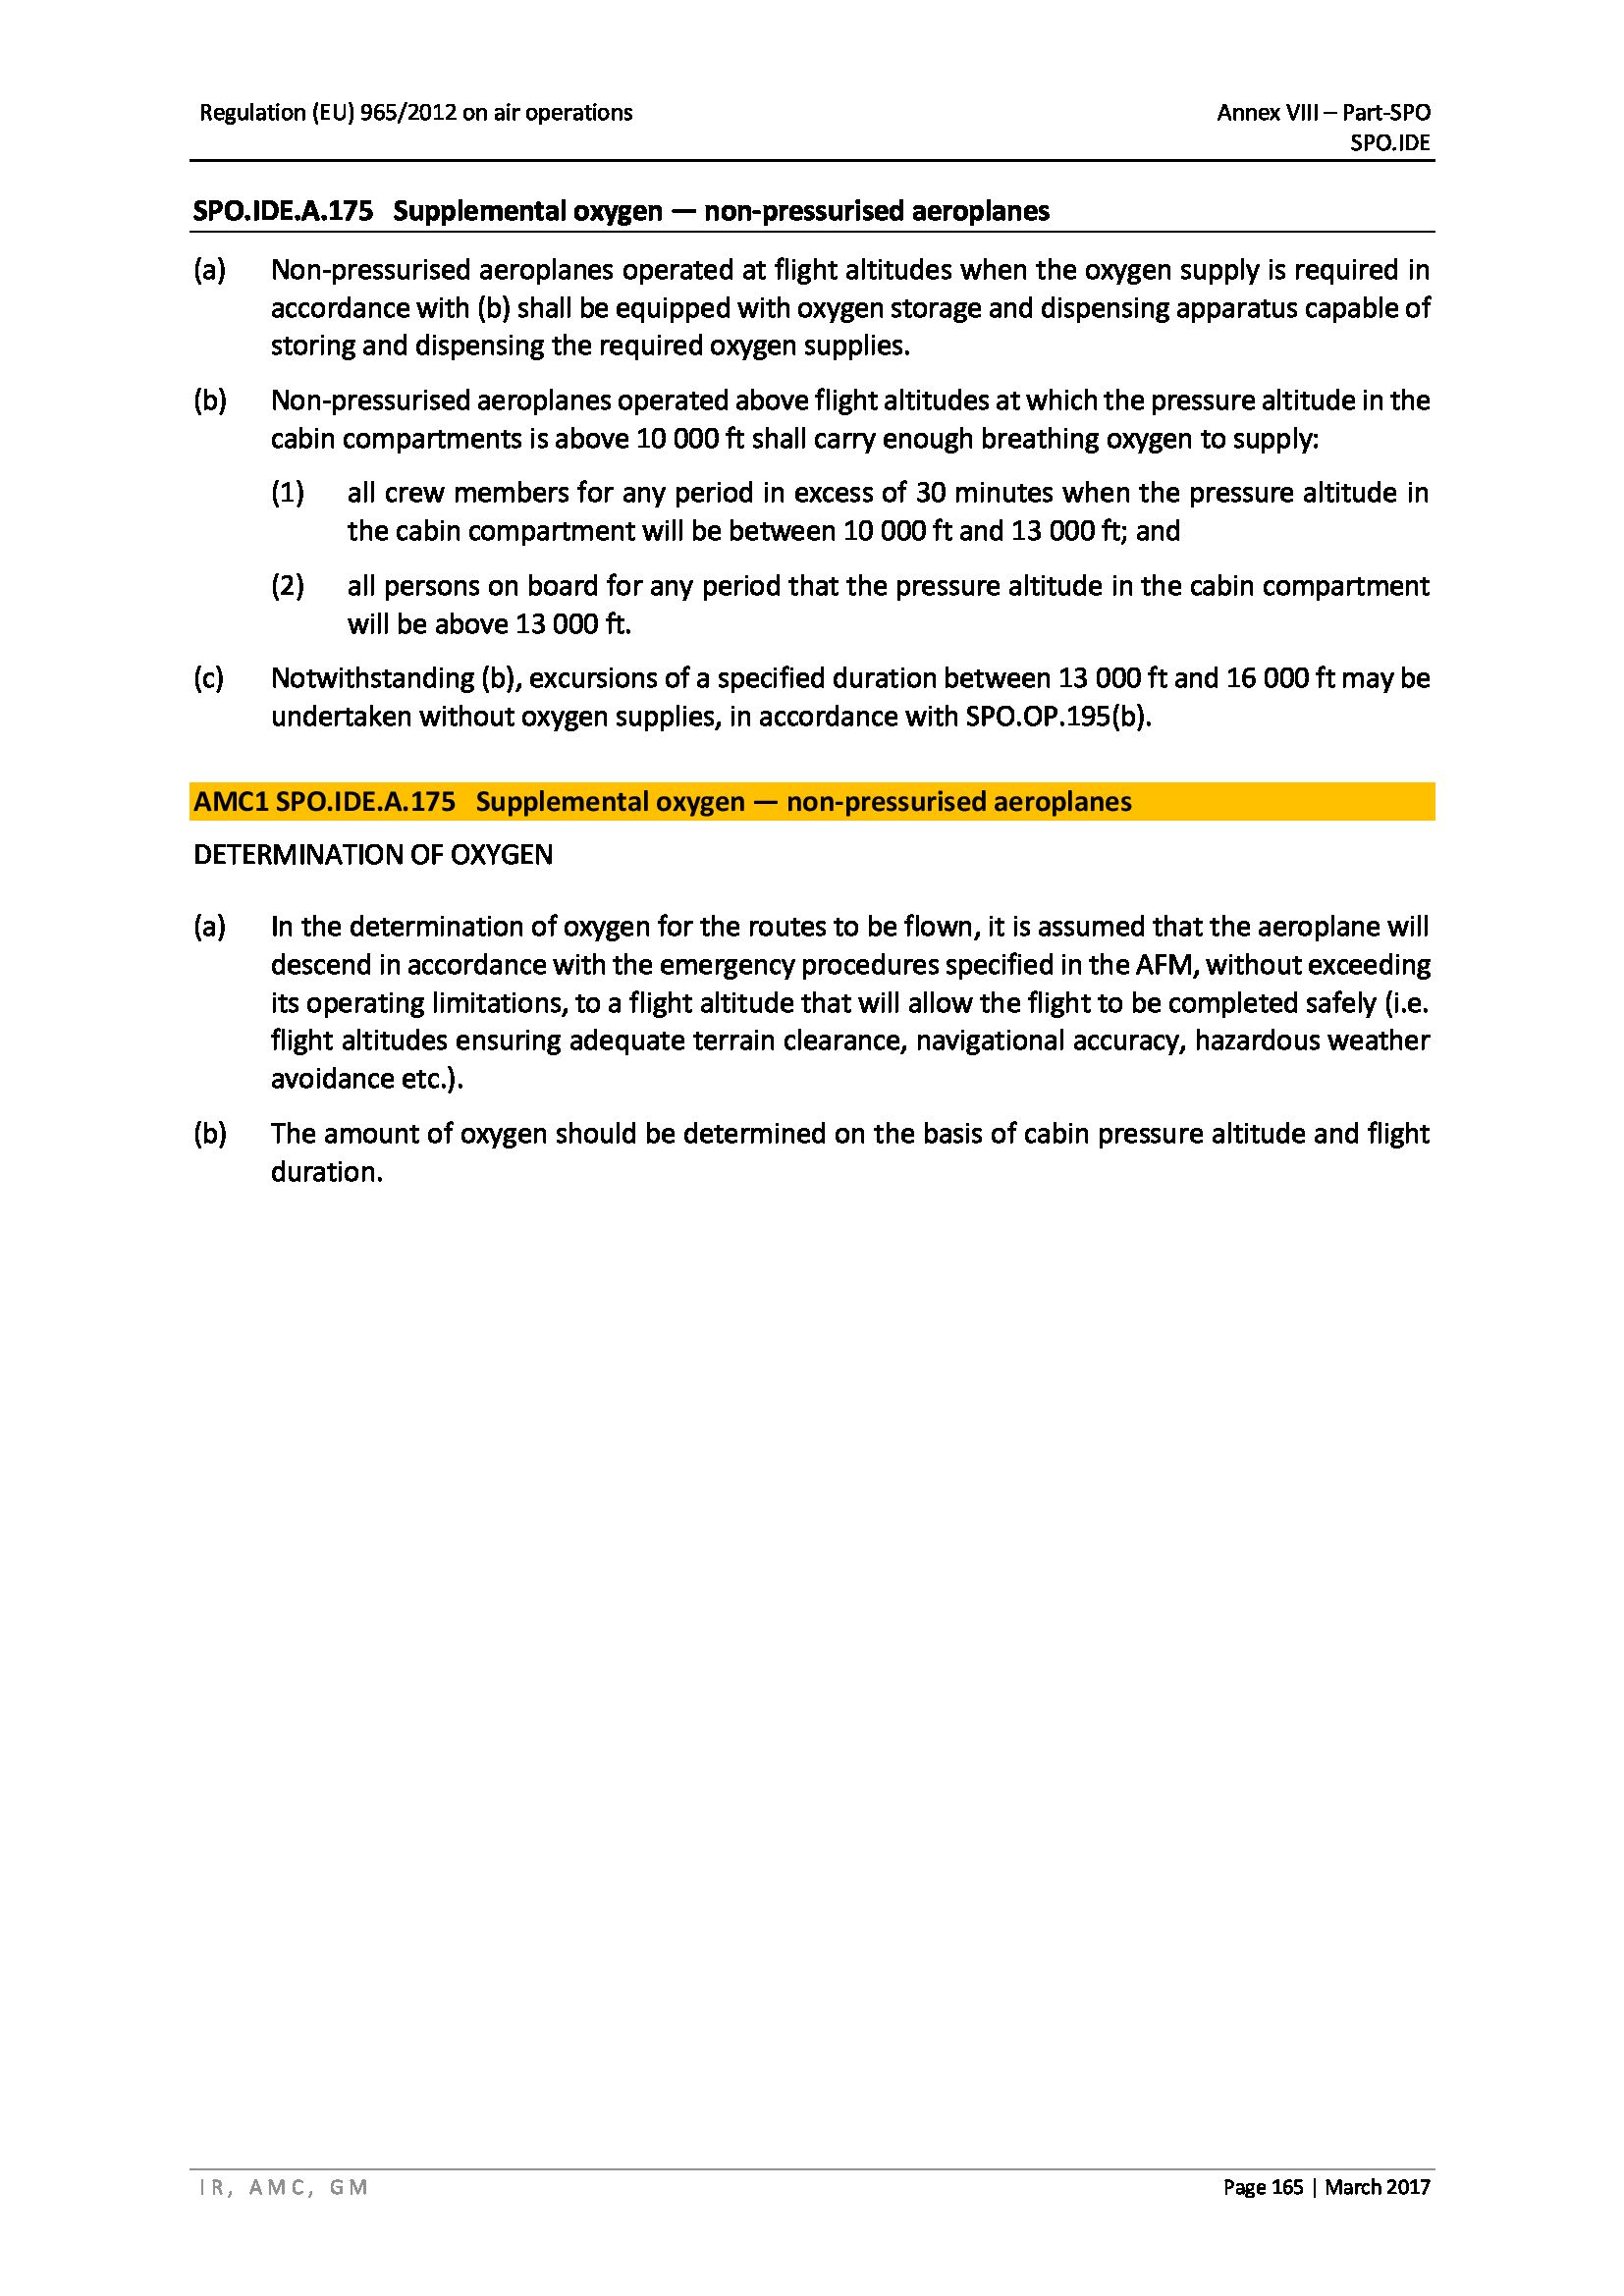 Regulation (EU) 965/2012 on air operations
Annex VIII – Part-SPO
SPO.IDE
SPO.IDE.A.175 Supplemental oxygen — non-pressurised aeroplanes
(a) Non-pressurised aeroplanes operated at flight altitudes when the oxygen supply is required in
accordance with (b) shall be equipped with oxygen storage and dispensing apparatus capable of
storing and dispensing the required oxygen supplies.
(b) Non-pressurised aeroplanes operated above flight altitudes at which the pressure altitude in the
cabin compartments is above 10 000 ft shall carry enough breathing oxygen to supply:
(1) all crew members for any period in excess of 30 minutes when the pressure altitude in
the cabin compartment will be between 10 000 ft and 13 000 ft; and
(2) all persons on board for any period that the pressure altitude in the cabin compartment
will be above 13 000 ft.
(c) Notwithstanding (b), excursions of a specified duration between 13 000 ft and 16 000 ft may be
undertaken without oxygen supplies, in accordance with SPO.OP.195(b).
AMC1 SPO.IDE.A.175 Supplemental oxygen — non-pressurised aeroplanes
DETERMINATION OF OXYGEN
(a) In the determination of oxygen for the routes to be flown, it is assumed that the aeroplane will
descend in accordance with the emergency procedures specified in the AFM, without exceeding
its operating limitations, to a flight altitude that will allow the flight to be completed safely (i.e.
flight altitudes ensuring adequate terrain clearance, navigational accuracy, hazardous weather
avoidance etc.).
(b) The amount of oxygen should be determined on the basis of cabin pressure altitude and flight
duration.
IR, AMC, GM
Page 165 | March 2017